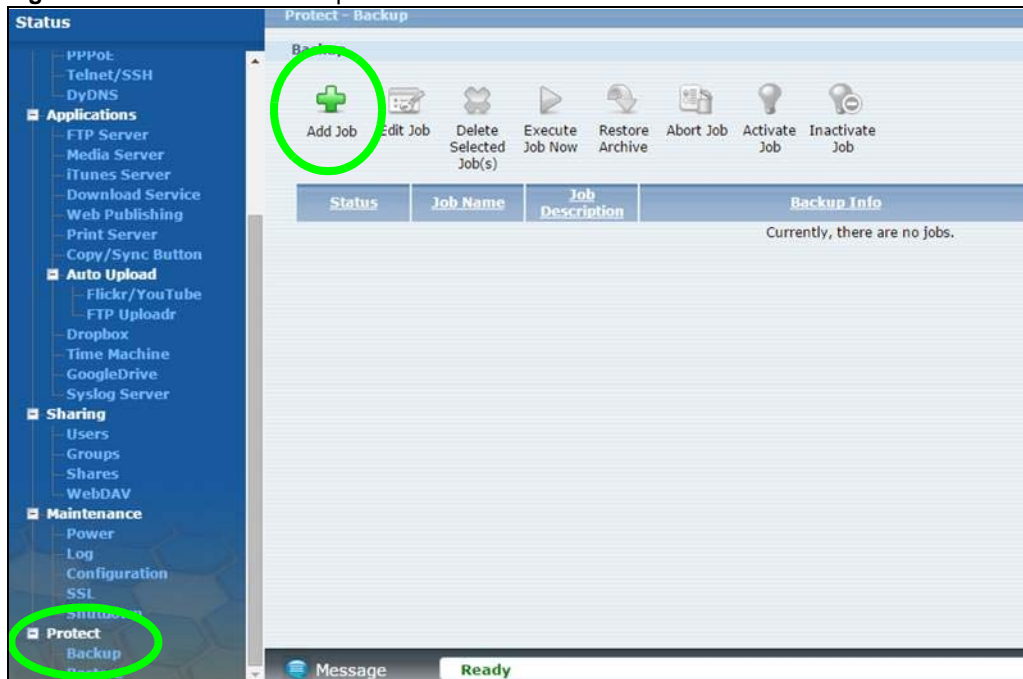 Status
PPPoE
Telnet/SSH
DyDNS
Applications
FTP Server
Media Server
iTunes Server
Download Service
Web Publishing
Print Server
Copy/Sync Button
Auto Upload
Flickr/YouTube
FTP Uploadr
Dropbox
Time Machine
GoogleDrive
Syslog Server
Sharing
Users
Groups
Shares
WebDAV
Maintenance
Power
Log
Configuration
SSL
Shutdown
Protect
Backup
Protect - Backup
Backup
Add Job
Edit Job
Delete
Selected
Job(s)
Execute
Job Now
Restore
Archive
Abort Job
Activate
Job
Inactivate
Job
Status
Job Name
Job
Description
Backup Info
Currently, there are no jobs.
Message
Ready